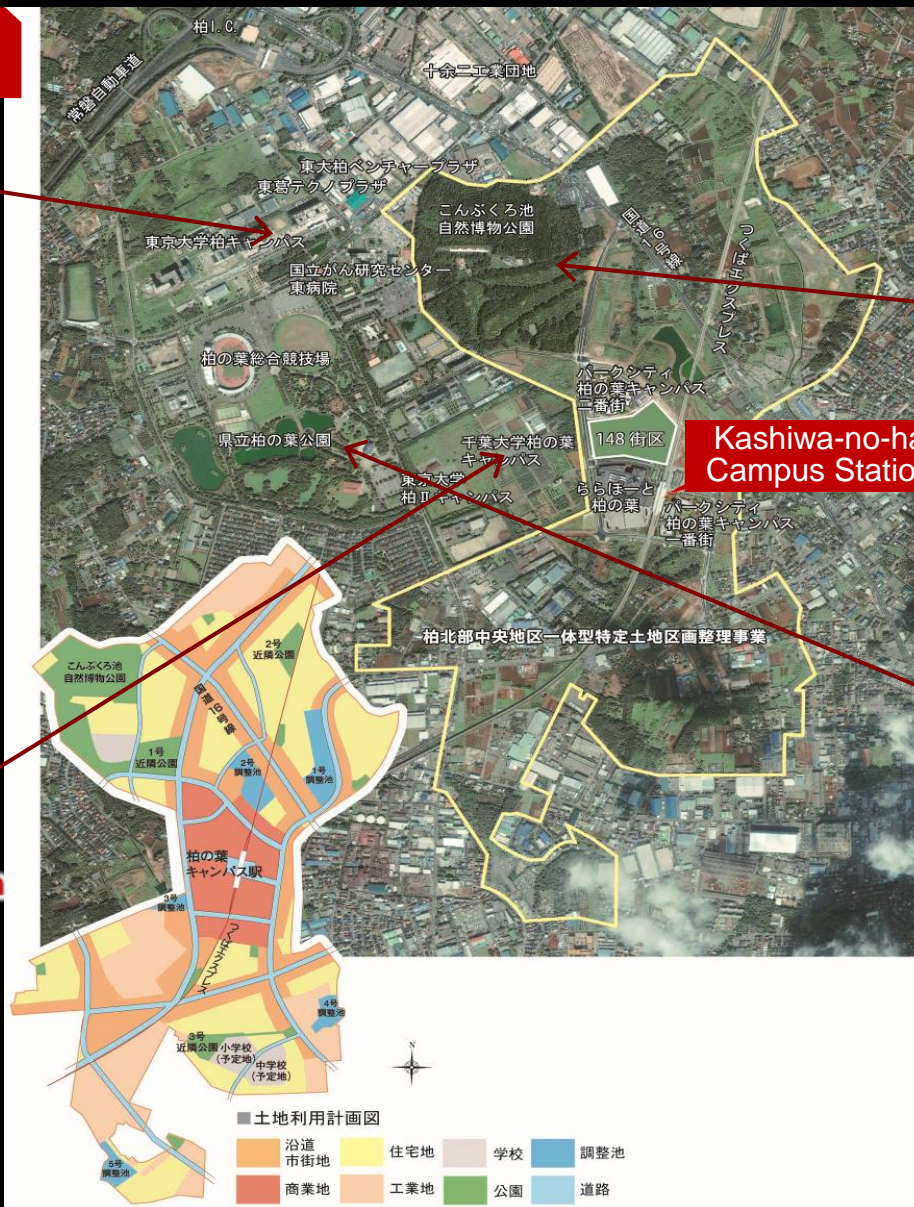 柏I.C.
常磐自動車道
十余二工業団地
東大柏ベンチャープラザ
東葛テクノプラザ
こんぶくろ池
自然博物公園
国道16号線
つくばエクスプレス
東京大学柏キャンパス
国立がん研究センター
東病院
柏の葉総合競技場
パークシティ
柏の葉キャンパス
二番街
県立柏の葉公園
千葉大学柏の葉
キャンパス
148街区
Kashiwa-no-ha
Campus Statio
東京大学
柏Ⅱキャンパス
ららぽーと
柏の葉
パークシティ
柏の葉キャンパス
一番街
柏北部中央地区一体型特定土地区画整理事業
こんぶくろ池
自然博物公園
2号
近隣公園
国道16号線
1号
近隣公園
2号
調整池
1号
調整池
柏の葉
キャンパス駅
3号
調整池
つくばエクスプレス
4号
調整池
3号
近隣公園
小学校
(予定地)
中学校
(予定地)
5号
調整池
N
■土地利用計画図
沿道
市街地
住宅地
学校
調整池
商業地
工業地
公園
道路